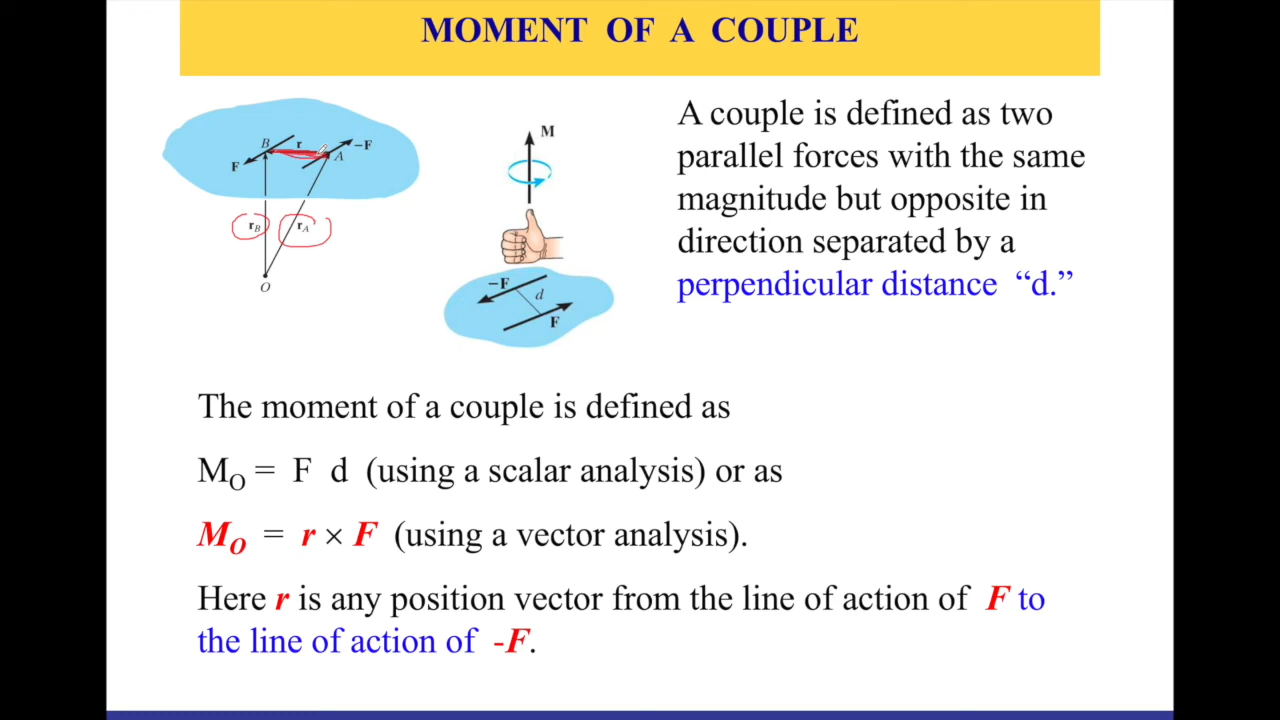 MOMENT OF A COUPLE
B
r
A
–F
F
r_B
r_A
O
M
–F
d
F
A couple is defined as two
parallel forces with the same
magnitude but opposite in
direction separated by a
perpendicular distance “d.”
The moment of a couple is defined as
M_O = F d (using a scalar analysis) or as
M_O = r × F (using a vector analysis).
Here r is any position vector from the line of action of F to
the line of action of -F.